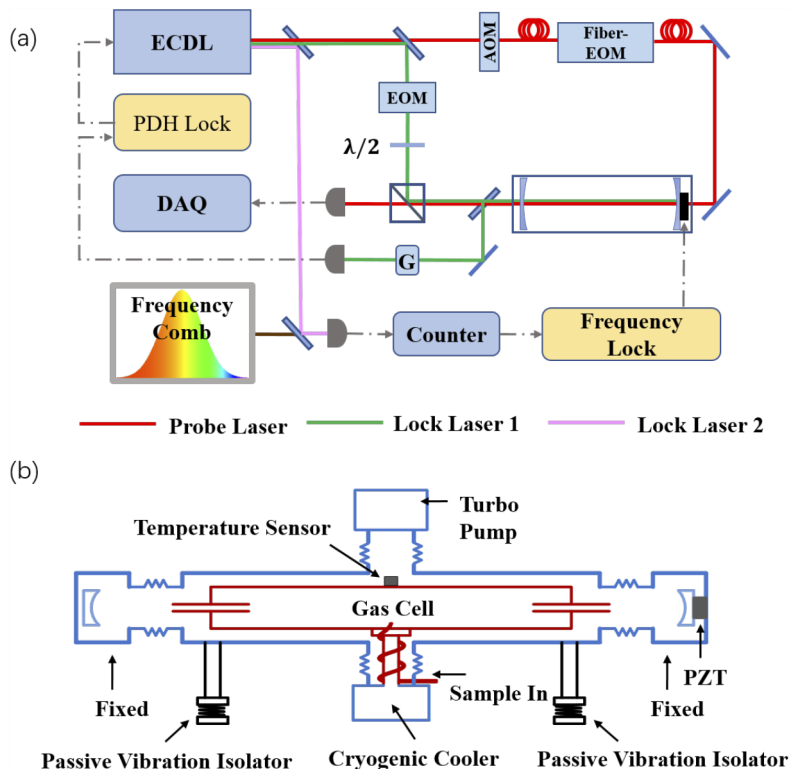 (a)
ECDL
AOM
Fiber-
EOM
EOM
PDH Lock
λ/2
DAQ
G
Frequency
Comb
Counter
Frequency
Lock
Probe Laser
Lock Laser 1
Lock Laser 2
(b)
Turbo
Pump
Temperature Sensor
Gas Cell
PZT
Sample In
Fixed
Fixed
Passive Vibration Isolator
Cryogenic Cooler
Passive Vibration Isolator